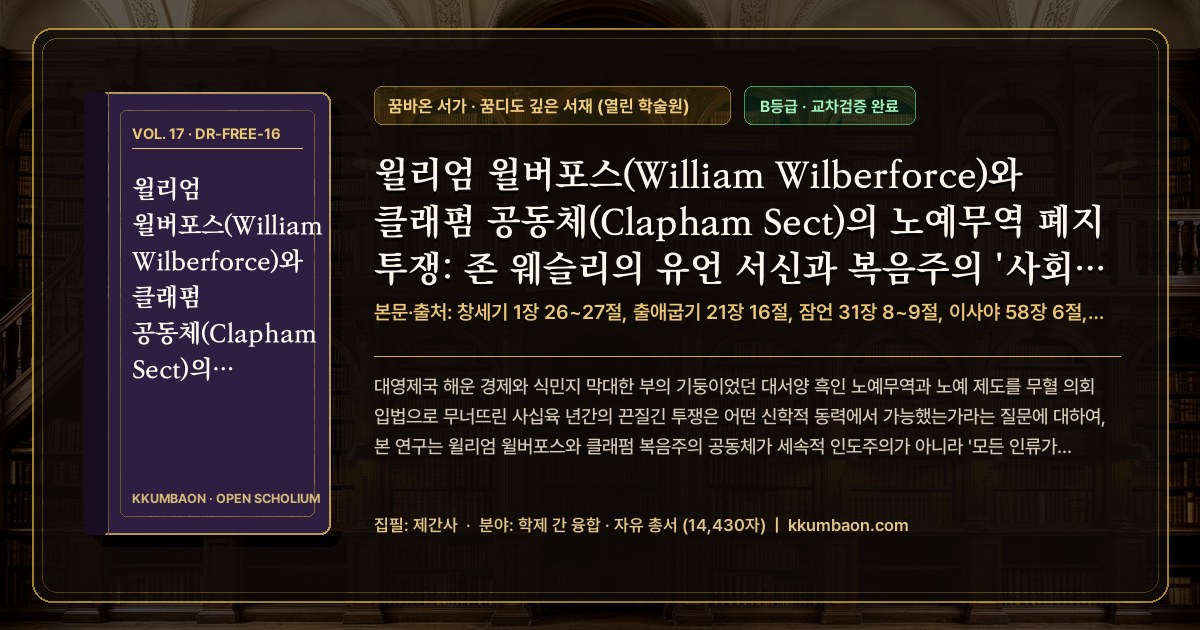 VOL. 17 · DR-FREE-16
윌리엄
윌버포스(William
Wilberforce)와
클래펌
공동체(Clapham
Sect)의…
KKUMBAON · OPEN SCHOLIUM
꿈바온 서가 · 꿈디도 깊은 서재 (열린 학술원)
B등급 · 교차검증 완료
윌리엄 윌버포스(William Wilberforce)와
클래펌 공동체(Clapham Sect)의 노예무역 폐지
투쟁: 존 웨슬리의 유언 서신과 복음주의 '사회…
본문·출처: 창세기 1장 26~27절, 출애굽기 21장 16절, 잠언 31장 8~9절, 이사야 58장 6절,...
대영제국 해운 경제와 식민지 막대한 부의 기둥이었던 대서양 흑인 노예무역과 노예 제도를 무혈 의회
입법으로 무너뜨린 사십육 년간의 끈질긴 투쟁은 어떤 신학적 동력에서 가능했는가라는 질문에 대하여,
본 연구는 윌리엄 윌버포스와 클래펌 복음주의 공동체가 세속적 인도주의가 아니라 '모든 인류가...
집필: 제간사 · 분야: 학제 간 융합 · 자유 총서 (14,430자) | kkumbaon.com